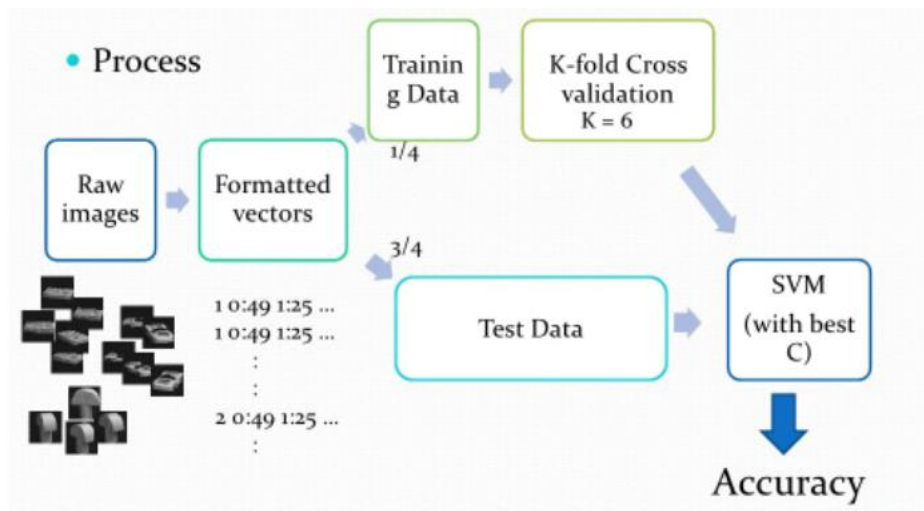 • Process
Raw
images
Formatted
vectors
1/4
Trainin
g Data
K-fold Cross
validation
K = 6
3/4
Test Data
SVM
(with best
C)
Accuracy
1 0:49 1:25 ...
1 0:49 1:25 ...
:
:
2 0:49 1:25 ...
: